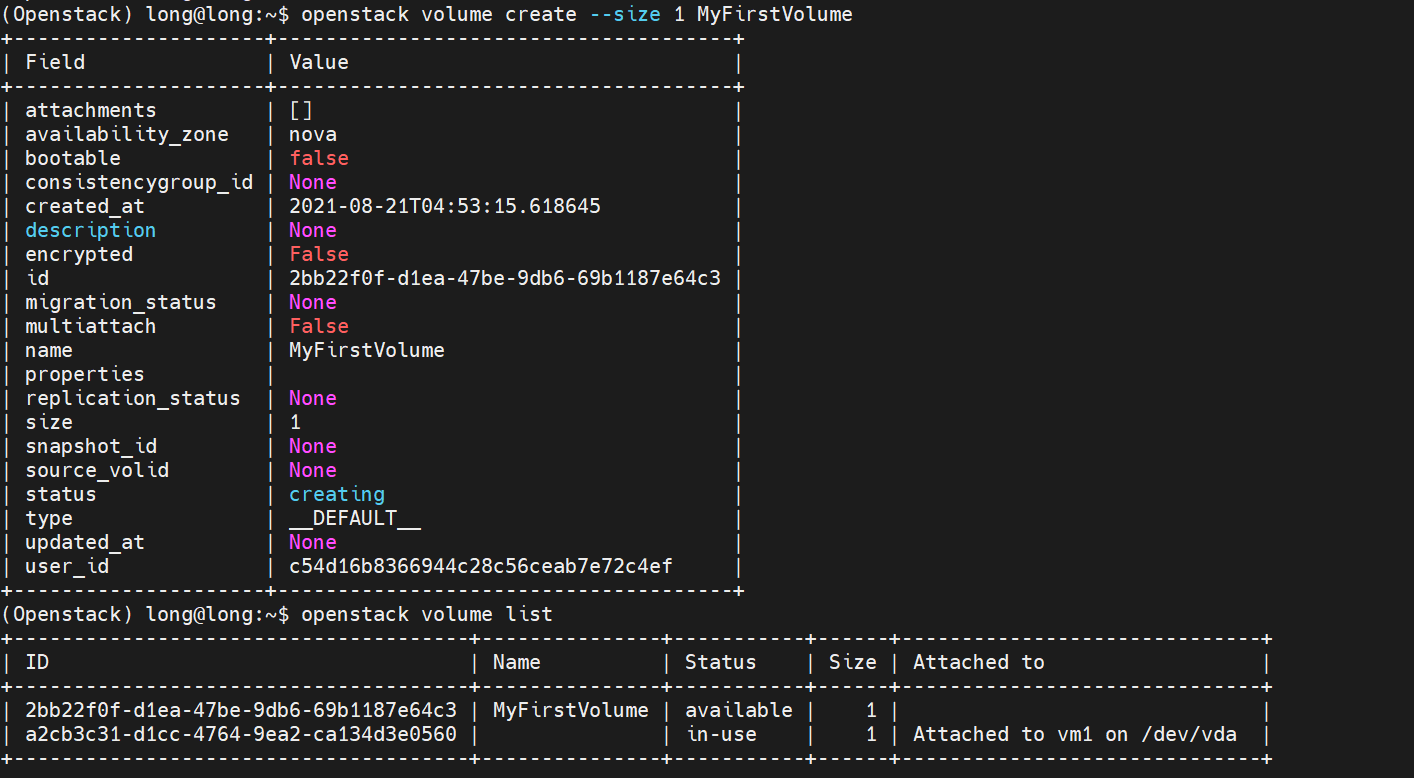 (Openstack) long@long:~$ openstack volume create --size 1 MyFirstVolume
+---------------------+--------------------------------------+
| Field               | Value                                |
+---------------------+--------------------------------------+
| attachments         | []                                   |
| availability_zone   | nova                                 |
| bootable            | false                                |
| consistencygroup_id | None                                 |
| created_at          | 2021-08-21T04:53:15.618645           |
| description         | None                                 |
| encrypted           | False                                |
| id                  | 2bb22f0f-d1ea-47be-9db6-69b1187e64c3 |
| migration_status    | None                                 |
| multiattach         | False                                |
| name                | MyFirstVolume                        |
| properties          |                                      |
| replication_status  | None                                 |
| size                | 1                                    |
| snapshot_id         | None                                 |
| source_volid        | None                                 |
| status              | creating                             |
| type                | __DEFAULT__                          |
| updated_at          | None                                 |
| user_id             | c54d16b8366944c28c56ceab7e72c4ef     |
+---------------------+--------------------------------------+
(Openstack) long@long:~$ openstack volume list
+--------------------------------------+---------------+-----------+------+------------------------------+
| ID                                   | Name          | Status    | Size | Attached to                  |
+--------------------------------------+---------------+-----------+------+------------------------------+
| 2bb22f0f-d1ea-47be-9db6-69b1187e64c3 | MyFirstVolume | available |    1 |                              |
| a2cb3c31-d1cc-4764-9ea2-ca134d3e0560 |               | in-use    |    1 | Attached to vm1 on /dev/vda  |
+--------------------------------------+---------------+-----------+------+------------------------------+